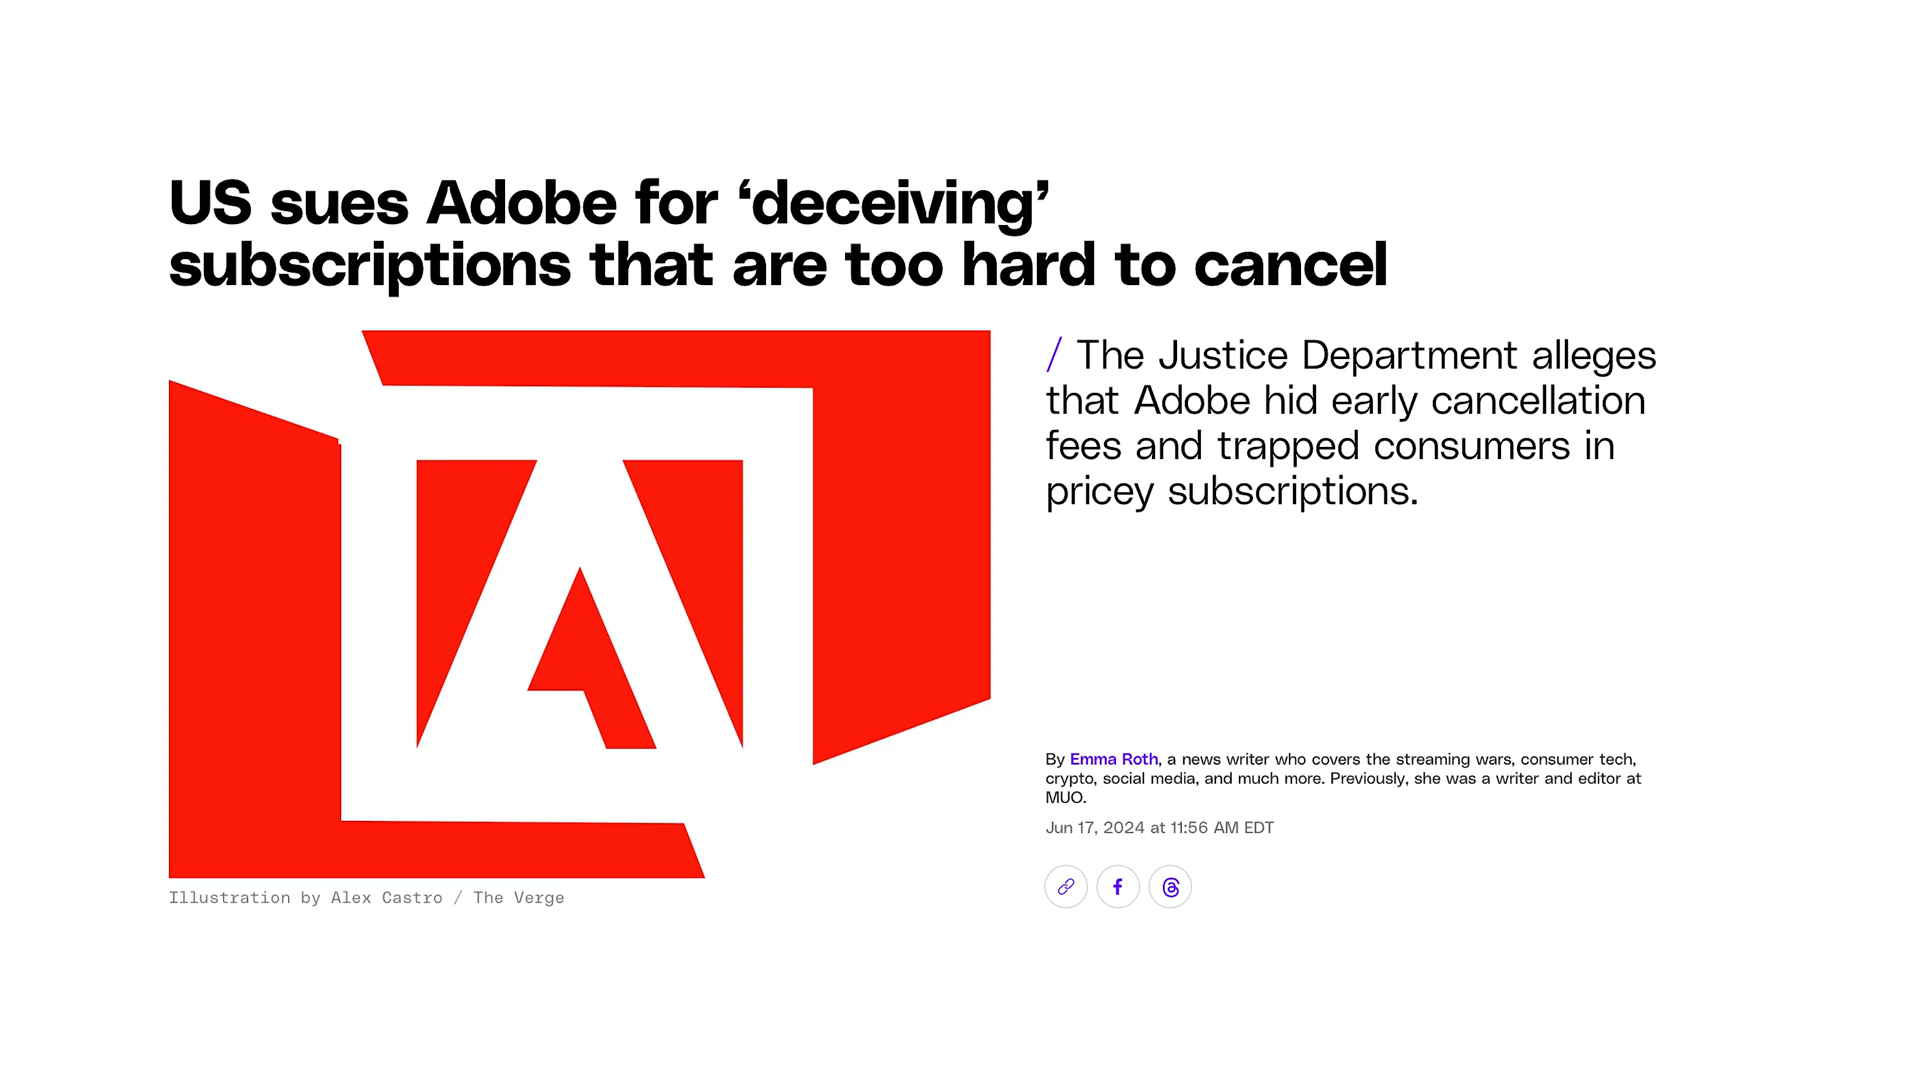 US sues Adobe for ‘deceiving’
subscriptions that are too hard to cancel
/ The Justice Department alleges
that Adobe hid early cancellation
fees and trapped consumers in
pricey subscriptions.
By Emma Roth, a news writer who covers the streaming wars, consumer tech,
crypto, social media, and much more. Previously, she was a writer and editor at
MUO.
Jun 17, 2024 at 11:56 AM EDT
Illustration by Alex Castro / The Verge